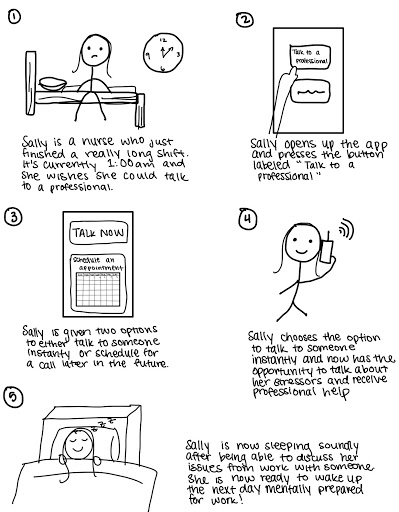 1
12
3
6
9
Sally is a nurse who just
finished a really long shift.
It's currently 1:00am and
she wishes she could talk
to a professional.
2
Talk to a
professional
Sally opens up the app
and presses the button
labeled "Talk to a
professional"
3
TALK NOW
Schedule an
appointment
Sally is given two options
to either talk to someone
instantly or schedule for
a call later in the future.
4
Sally chooses the option
to talk to someone
instantly and now has the
opportunity to talk about
her stressors and receive
professional help
5
z z z
Sally is now sleeping soundly
after being able to discuss her
issues from work with someone.
She is now ready to wake up
the next day mentally prepared
for work!